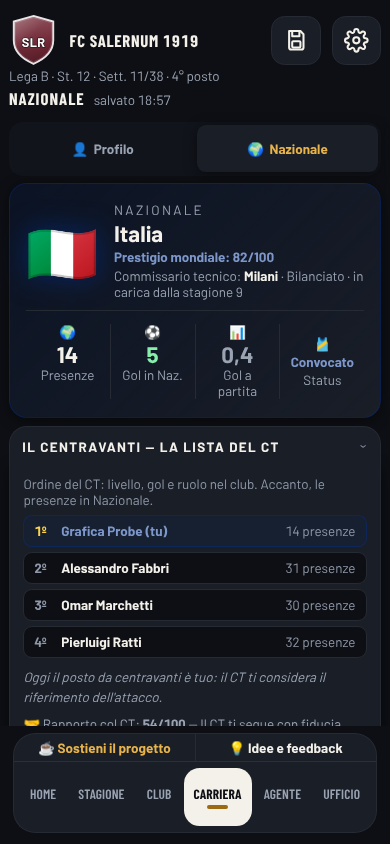 SLR
FC SALERNUM 1919
Lega B · St. 12 · Sett. 11/38 · 4° posto
NAZIONALE salvato 18:57
👤 Profilo
🌍 Nazionale
NAZIONALE
Italia
Prestigio mondiale: 82/100
Commissario tecnico: Milani · Bilanciato · in
carica dalla stagione 9
14
Presenze
5
Gol in Naz.
0,4
Gol a
partita
Convocato
Status
IL CENTRAVANTI — LA LISTA DEL CT
Ordine del CT: livello, gol e ruolo nel club. Accanto, le
presenze in Nazionale.
1º Grafica Probe (tu) 14 presenze
2º Alessandro Fabbri 31 presenze
3º Omar Marchetti 30 presenze
4º Pierluigi Ratti 32 presenze
Oggi il posto da centravanti è tuo: il CT ti considera il
riferimento dell'attacco.
🤝 Rapporto col CT: 54/100 — Il CT ti segue con fiducia
☕ Sostieni il progetto
💡 Idee e feedback
HOME STAGIONE CLUB CARRIERA AGENTE UFFICIO